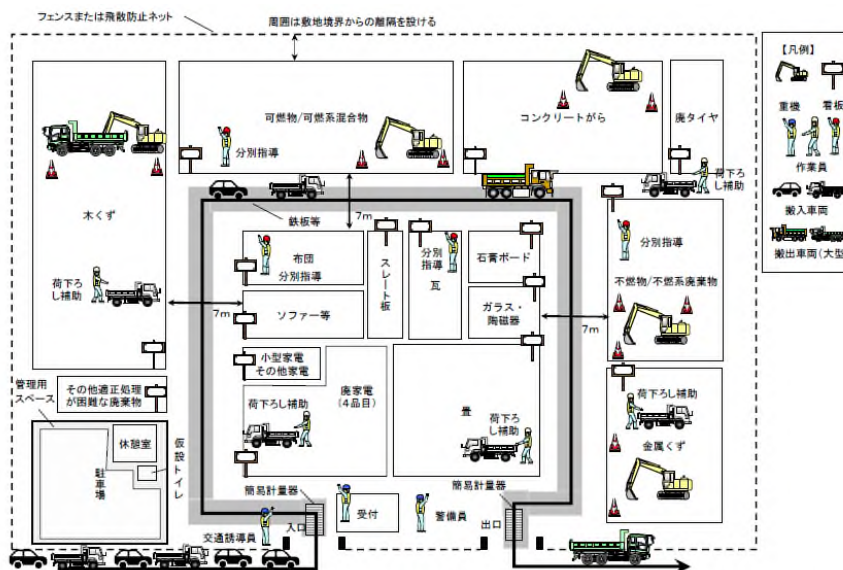 フェンスまたは飛散防止ネット
周囲は敷地境界からの離隔を設ける
【凡例】
重機
看板
作業員
搬入車両
搬出車両(大型
可燃物/可燃系混合物
分別指導
コンクリートがら
廃タイヤ
荷下ろ
し補助
木くず
鉄板等
7m
布団
分別指導
スレート板
分別
指導
瓦
石膏ボード
分別指導
荷下ろ
し補助
7m
ソファー等
ガラス・
陶磁器
7m
不燃物/不燃系廃棄物
小型家電
その他家電
廃家電
(4品目)
荷下ろし補助
畳
荷下ろ
し補助
荷下ろし補助
金属くず
管理用
スペース
その他適正処理
が困難な廃棄物
休憩室
仮設トイレ
駐車場
簡易計量器
入口
受付
警備員
簡易計量器
出口
交通誘導員